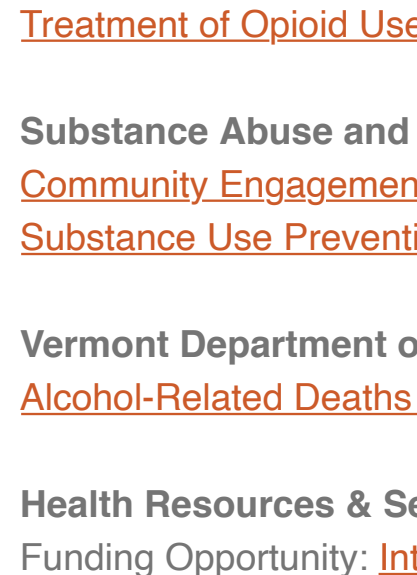 Treatment of Opioid Use
Substance Abuse and
Community Engagemen
Substance Use Preventi
Vermont Department o
Alcohol-Related Deaths
Health Resources & Se
Funding Opportunity: Int